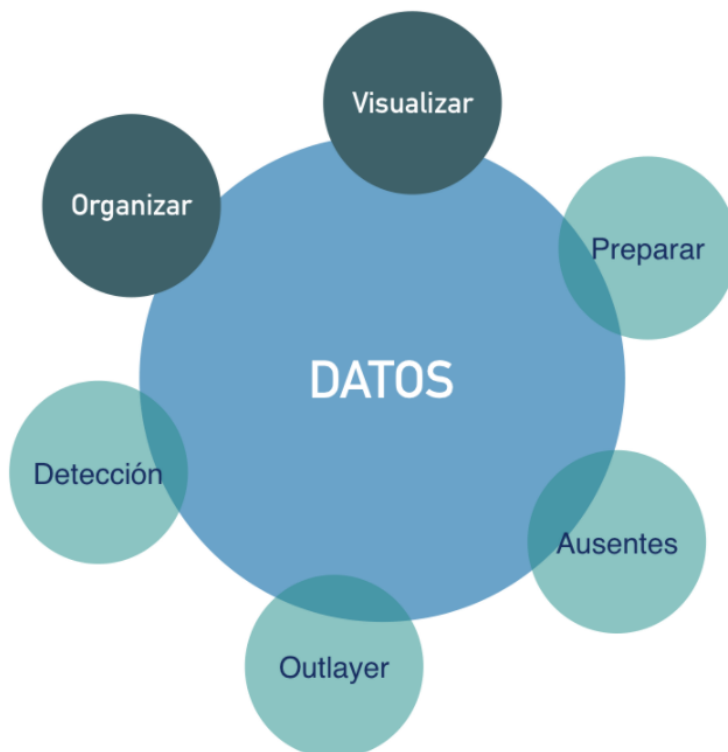 Visualizar
Organizar
Preparar
DATOS
Detección
Ausentes
Outlayer